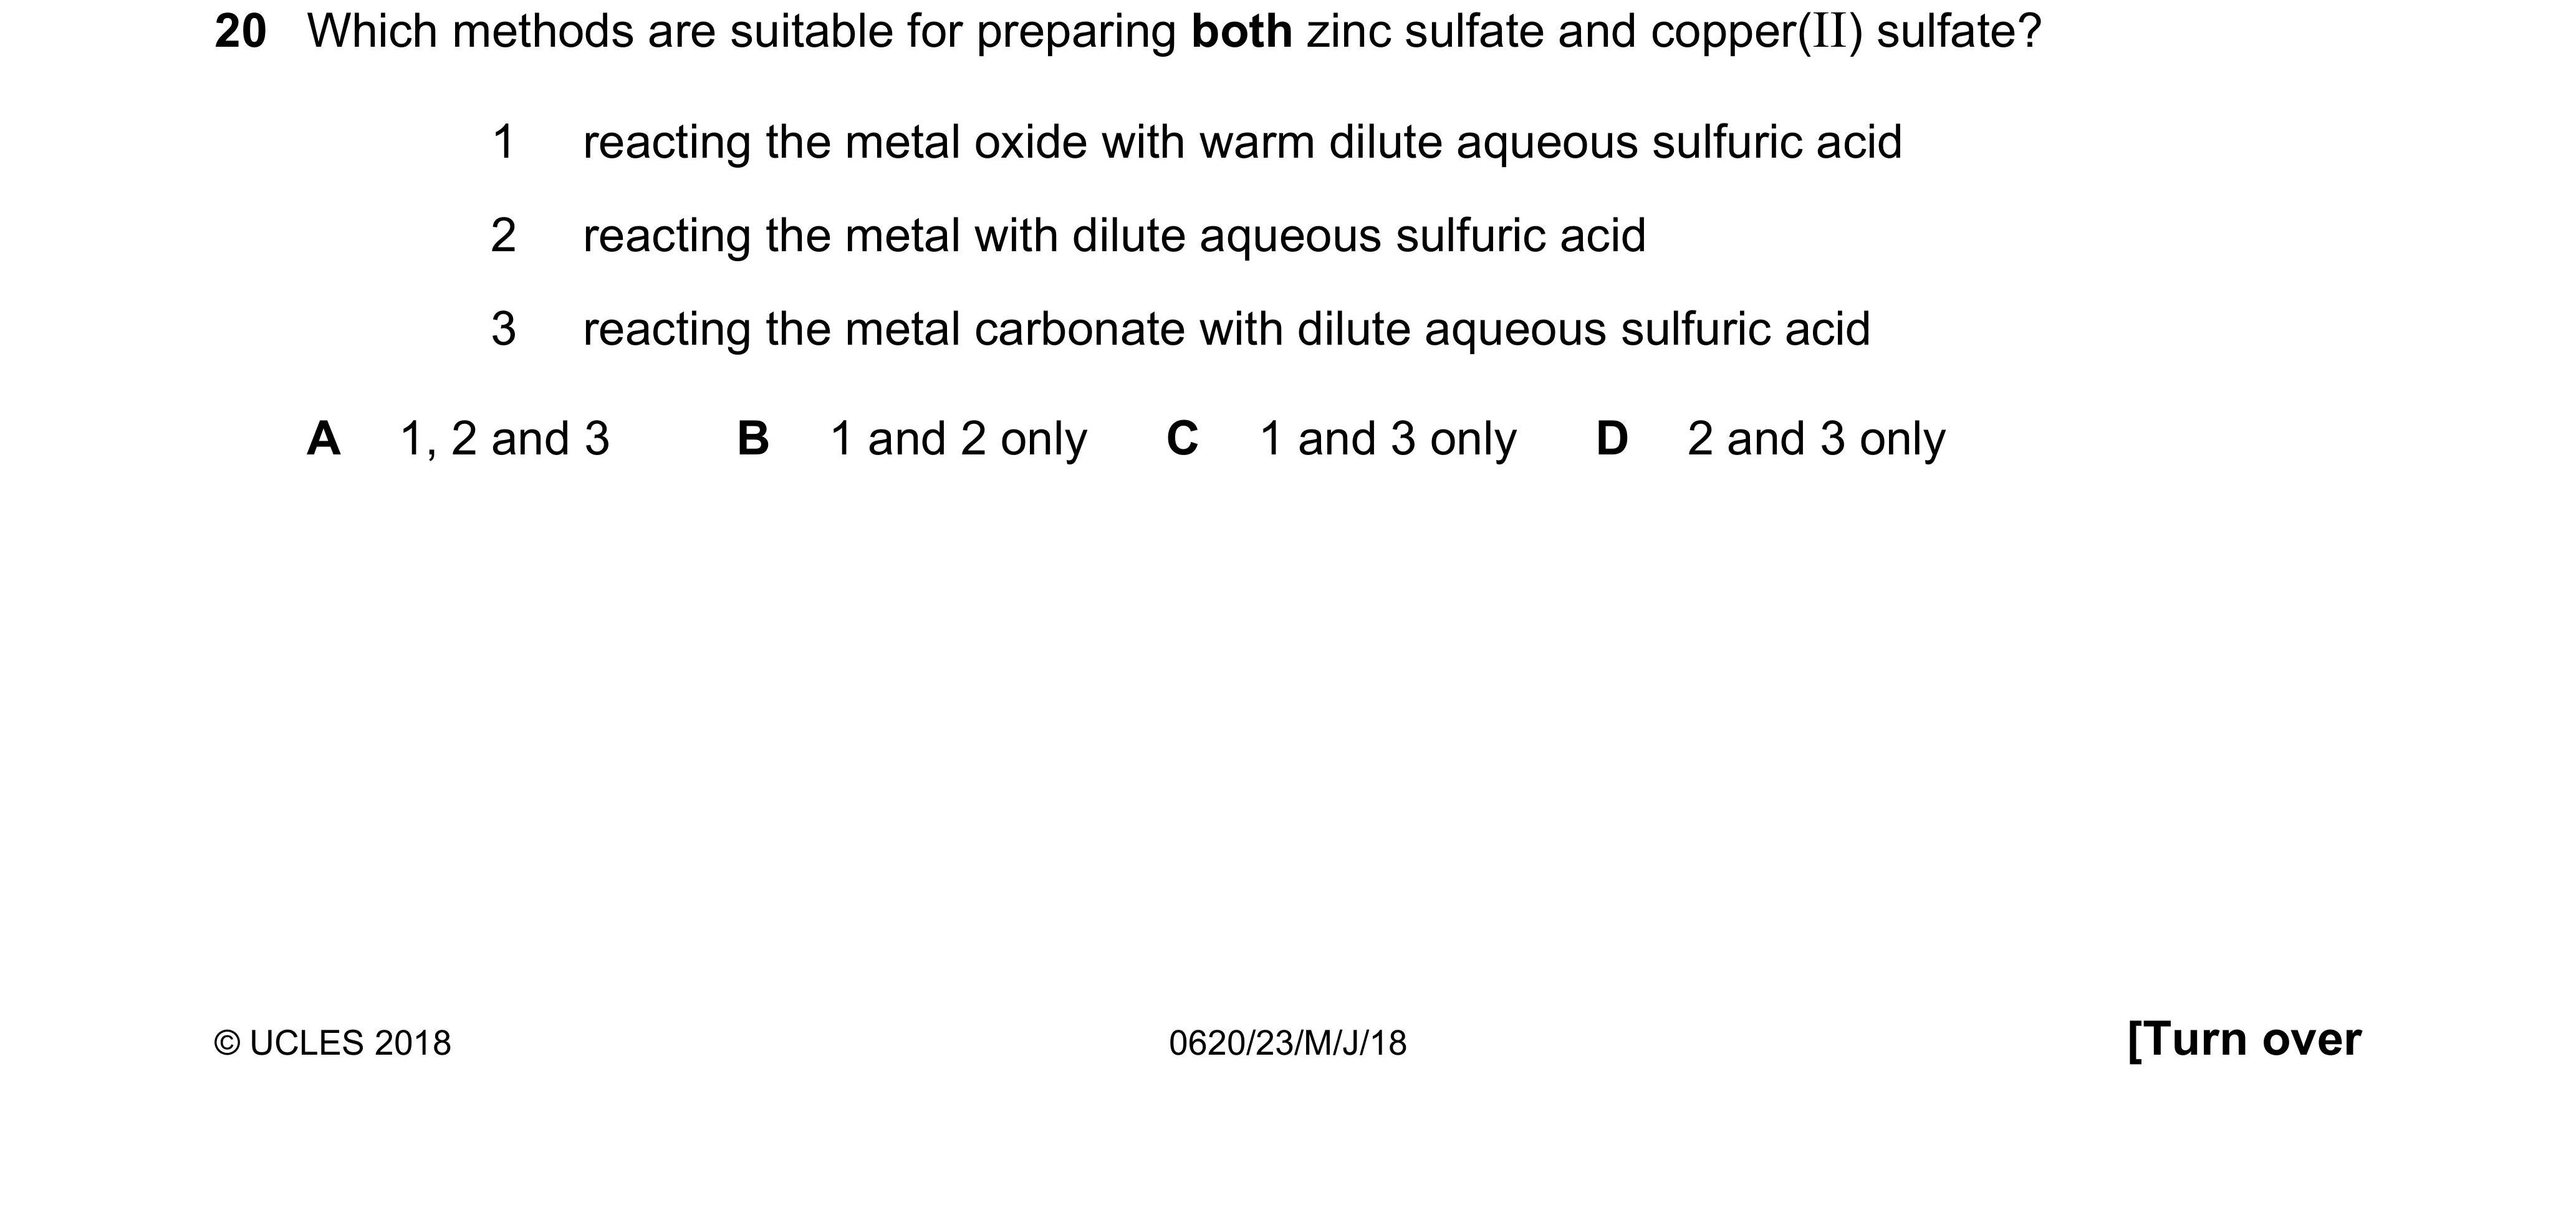 20 Which methods are suitable for preparing both zinc sulfate and copper(II) sulfate?
1 reacting the metal oxide with warm dilute aqueous sulfuric acid
2 reacting the metal with dilute aqueous sulfuric acid
3 reacting the metal carbonate with dilute aqueous sulfuric acid
A 1, 2 and 3 B 1 and 2 only C 1 and 3 only D 2 and 3 only
© UCLES 2018 0620/23/M/J/18 [Turn over